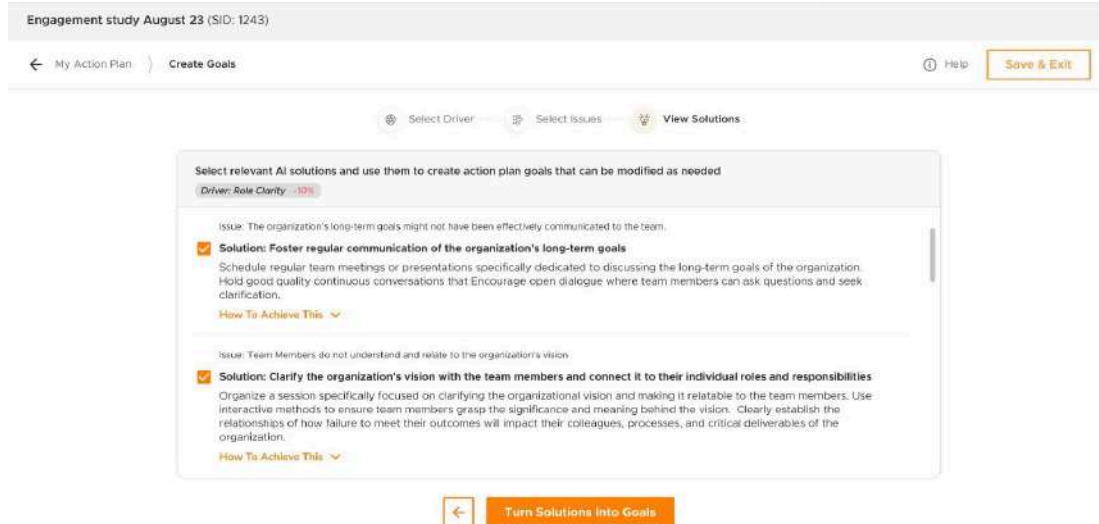 Engagement study August 23 (SID: 1243)
My Action Plan
Create Goals
Help
Save & Exit
Select Driver
Select Issues
View Solutions
Select relevant AI solutions and use them to create action plan goals that can be modified as needed
Driver: Role Clarity -10%
Issue: The organization's long-term goals might not have been effectively communicated to the team.
Solution: Foster regular communication of the organization's long-term goals
Schedule regular team meetings or presentations specifically dedicated to discussing the long-term goals of the organization.
Hold good quality continuous conversations that Encourage open dialogue where team members can ask questions and seek
clarification.
How To Achieve This
Issue: Team Members do not understand and relate to the organization's vision
Solution: Clarify the organization's vision with the team members and connect it to their individual roles and responsibilities
Organize a session specifically focused on clarifying the organizational vision and making it relatable to the team members. Use
interactive methods to ensure team members grasp the significance and meaning behind the vision. Clearly establish the
relationships of how failure to meet their outcomes will impact their colleagues, processes, and critical deliverables of the
organization.
How To Achieve This
Turn Solutions Into Goals